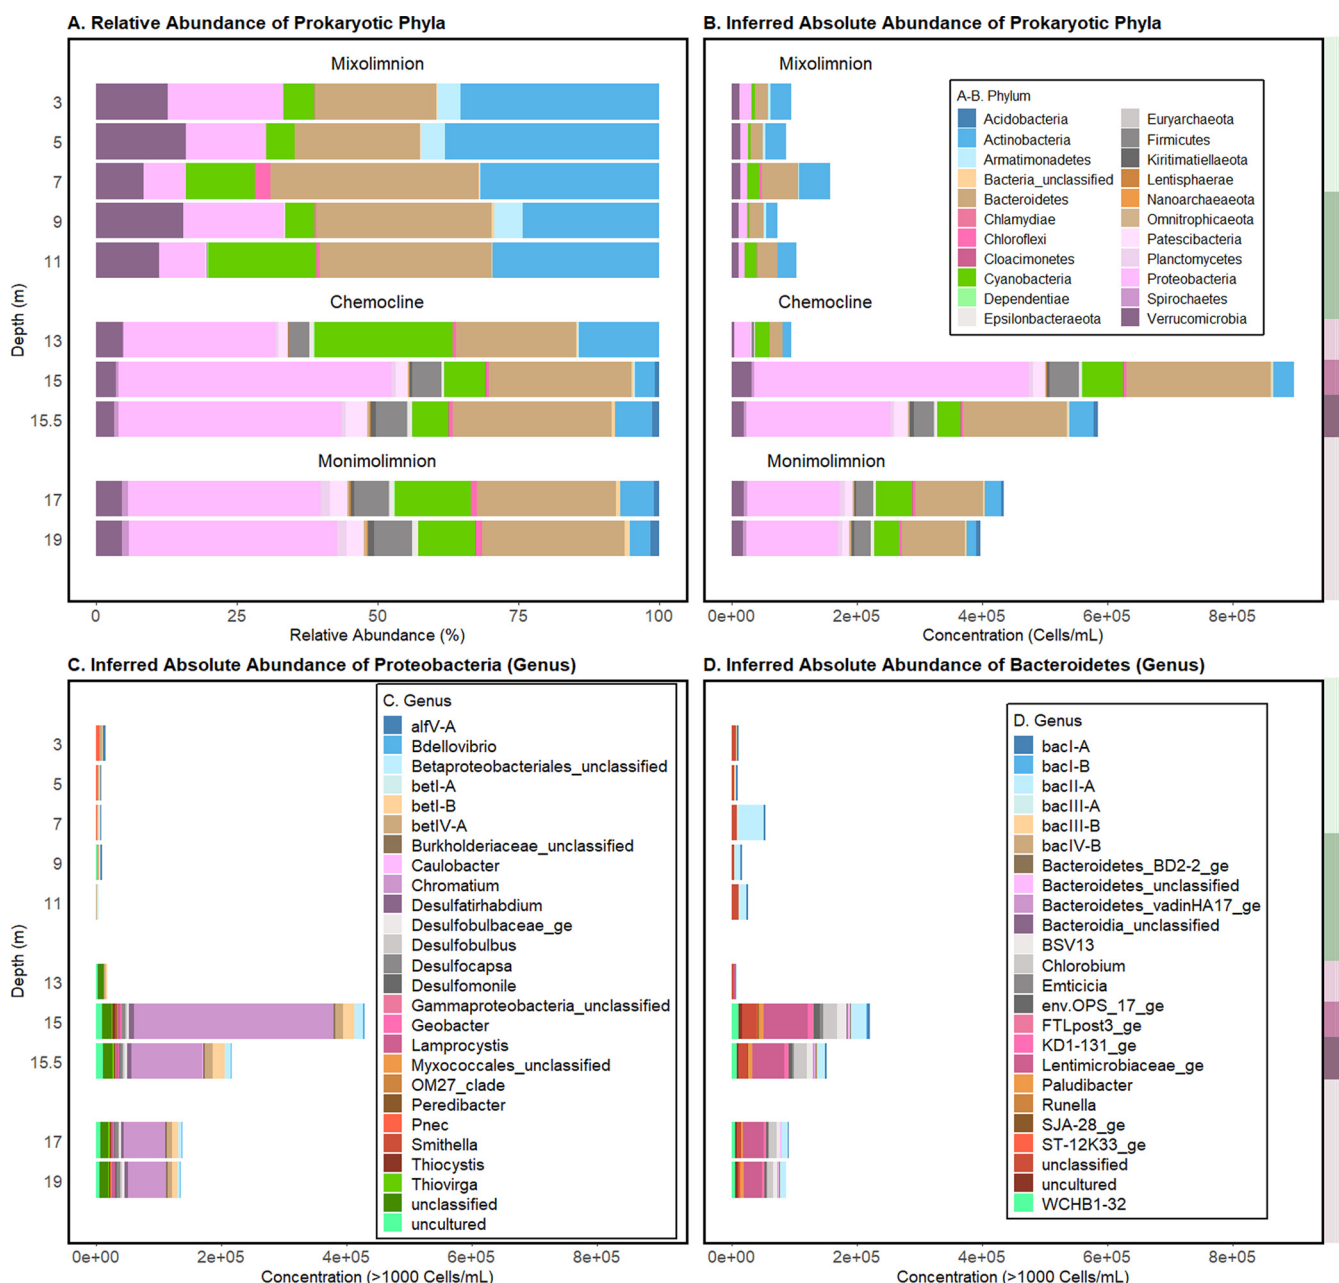 A. Relative Abundance of Prokaryotic Phyla
Mixolimnion
3
5
7
9
11
Chemocline
13
15
15.5
Monimolimnion
17
19
Depth (m)
0
25
50
75
100
Relative Abundance (%)
B. Inferred Absolute Abundance of Prokaryotic Phyla
Mixolimnion
Chemocline
Monimolimnion
A-B. Phylum
Acidobacteria
Actinobacteria
Armatimonadetes
Bacteria_unclassified
Bacteroidetes
Chlamydiae
Chloroflexi
Cloacimonetes
Cyanobacteria
Dependentiae
Epsilonbacteraeota
Euryarchaeota
Firmicutes
Kiritimatiellaeota
Lentisphaerae
Nanoarchaeaeota
Omnitrophicaeota
Patescibacteria
Planctomycetes
Proteobacteria
Spirochaetes
Verrucomicrobia
0e+00
2e+05
4e+05
6e+05
8e+05
Concentration (Cells/mL)
C. Inferred Absolute Abundance of Proteobacteria (Genus)
3
5
7
9
11
13
15
15.5
17
19
Depth (m)
C. Genus
alfV-A
Bdellovibrio
Betaproteobacteriales_unclassified
betI-A
betI-B
betIV-A
Burkholderiaceae_unclassified
Caulobacter
Chromatium
Desulfatirhabdium
Desulfobulbaceae_ge
Desulfobulbus
Desulfocapsa
Desulfomonile
Gammaproteobacteria_unclassified
Geobacter
Lamprocystis
Myxococcales_unclassified
OM27_clade
Peredibacter
Pnec
Smithella
Thiocystis
Thiovirga
unclassified
uncultured
0e+00
2e+05
4e+05
6e+05
8e+05
Concentration (>1000 Cells/mL)
D. Inferred Absolute Abundance of Bacteroidetes (Genus)
D. Genus
bacI-A
bacI-B
bacII-A
bacIII-A
bacIII-B
bacIV-B
Bacteroidetes_BD2-2_ge
Bacteroidetes_unclassified
Bacteroidetes_vadinHA17_ge
Bacteroidia_unclassified
BSV13
Chlorobium
Emticicia
env.OPS_17_ge
FTLpost3_ge
KD1-131_ge
Lentimicrobiaceae_ge
Paludibacter
Runella
SJA-28_ge
ST-12K33_ge
unclassified
uncultured
WCHB1-32
0e+00
2e+05
4e+05
6e+05
8e+05
Concentration (>1000 Cells/mL)